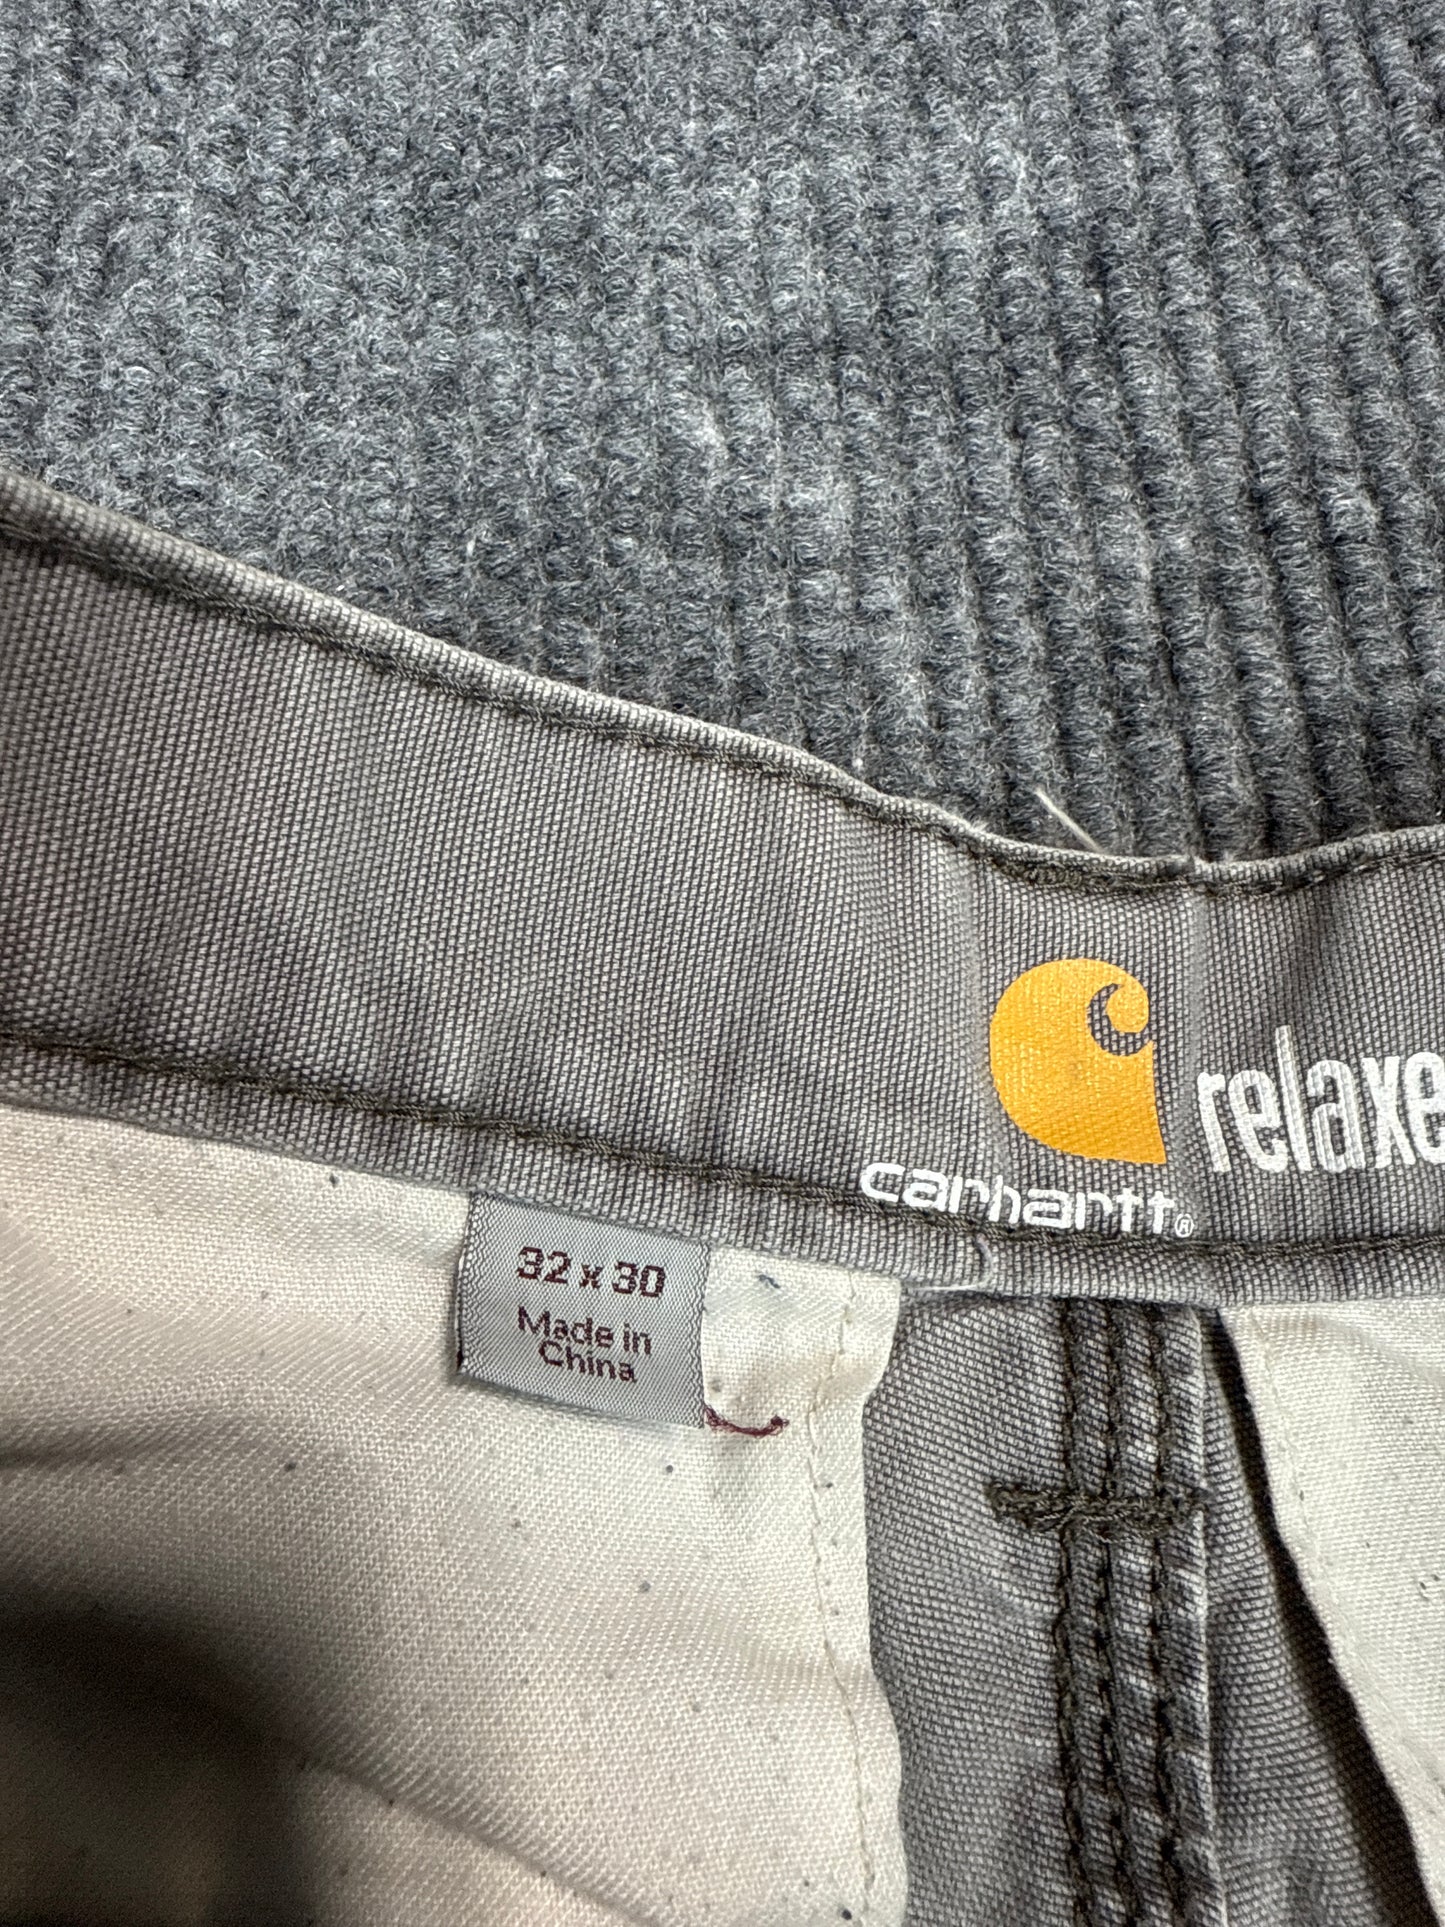 relaxe
carhartt®
32 x 30
Made in
China